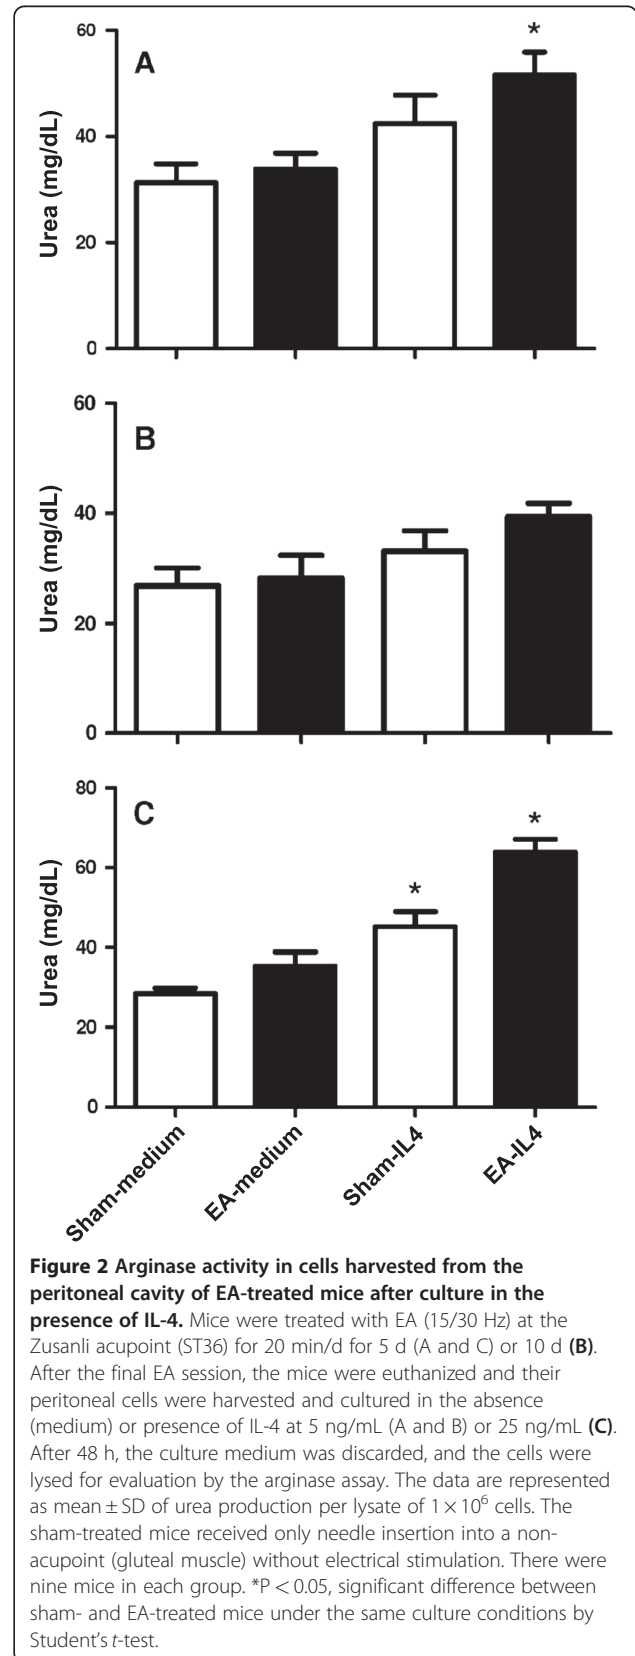 60
*
A
40
Urea (mg/dL)
20
0
60
B
40
Urea (mg/dL)
20
0
80
C
*
60
*
Urea (mg/dL)
40
20
0
Sham-medium
EA-medium
Sham-IL4
EA-IL4
Figure 2 Arginase activity in cells harvested from the
peritoneal cavity of EA-treated mice after culture in the
presence of IL-4. Mice were treated with EA (15/30 Hz) at the
Zusanli acupoint (ST36) for 20 min/d for 5 d (A and C) or 10 d (B).
After the final EA session, the mice were euthanized and their
peritoneal cells were harvested and cultured in the absence
(medium) or presence of IL-4 at 5 ng/mL (A and B) or 25 ng/mL (C).
After 48 h, the culture medium was discarded, and the cells were
lysed for evaluation by the arginase assay. The data are represented
as mean ± SD of urea production per lysate of 1 × 10⁶ cells. The
sham-treated mice received only needle insertion into a non-
acupoint (gluteal muscle) without electrical stimulation. There were
nine mice in each group. *P < 0.05, significant difference between
sham- and EA-treated mice under the same culture conditions by
Student's t-test.